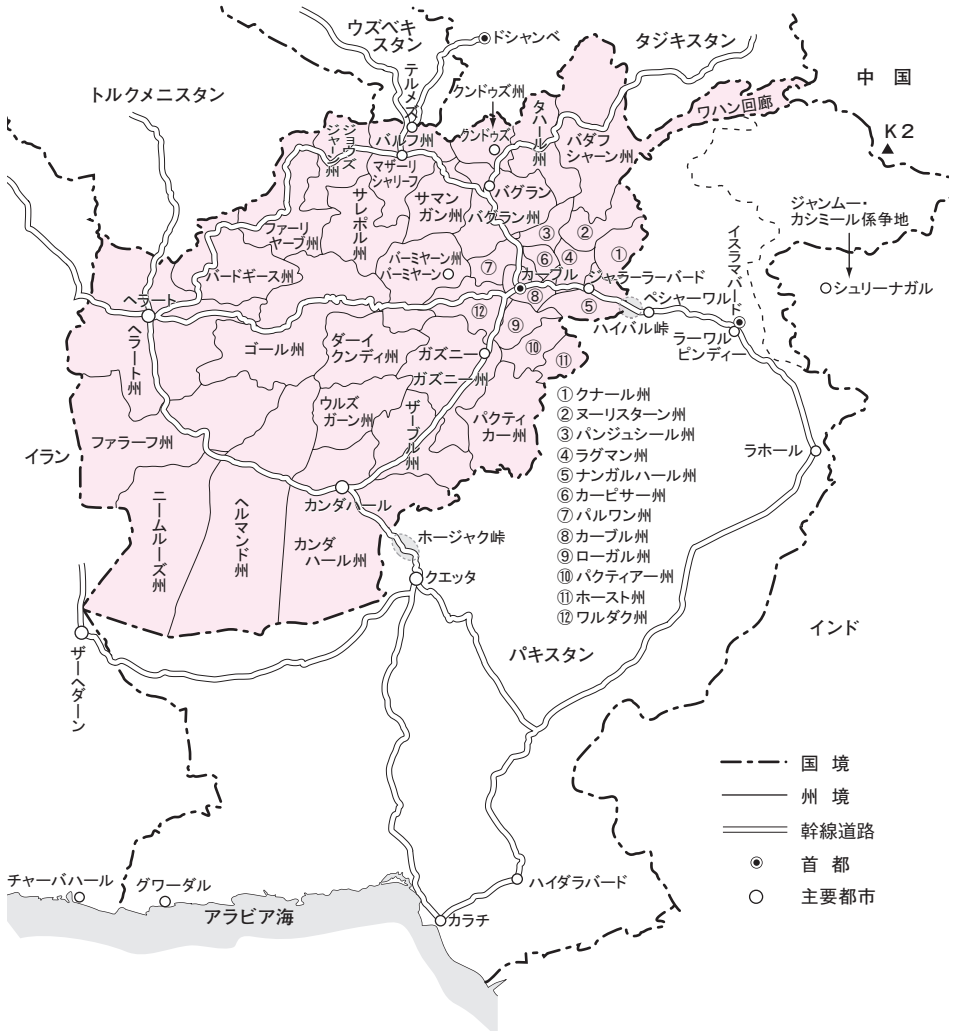 ウズベキ
スタン
ドシャンベ
タジキスタン
中 国
トルクメニスタン
テルメズ
クンドゥズ州
ワハン回廊
K2
ジョウズ
ジャーン州
バルフ州
クンドゥズ
タハール州
バダフ
シャーン州
マザーリ
シャリーフ
バグラン
ジャンムー・
カシミール係争地
サレポル州
サマン
ガン州
バグラン州
ファーリ
ヤーブ州
③
②
⑥
④
①
イスラマバード
バードギース州
バーミヤーン州
バーミヤーン
⑦
カーブル
ジャラーラーバード
シュリーナガル
ヘラート
⑧
⑤
ペシャーワル
⑫
⑨
ハイバル峠
ラーワル
ピンディー
ゴール州
ダーイ
クンディ州
ガズニー
⑩
⑪
ヘラート州
ガズニー州
ウルズ
ガーン州
ザーブル州
パクティ
カー州
①クナール州
②ヌーリスターン州
③パンジュシール州
④ラグマン州
⑤ナンガルハール州
⑥カーピサー州
⑦パルワン州
⑧カーブル州
⑨ローガル州
⑩パクティアー州
⑪ホースト州
⑫ワルダク州
イラン
ファラーフ州
ラホール
ニームルーズ州
ヘルマンド州
カンダハール
カンダ
ハール州
ホージャク峠
クエッタ
ザーヘダーン
パキスタン
インド
国 境
州 境
幹線道路
首 都
主要都市
チャーバハール
グワーダル
アラビア海
ハイダラバード
カラチ